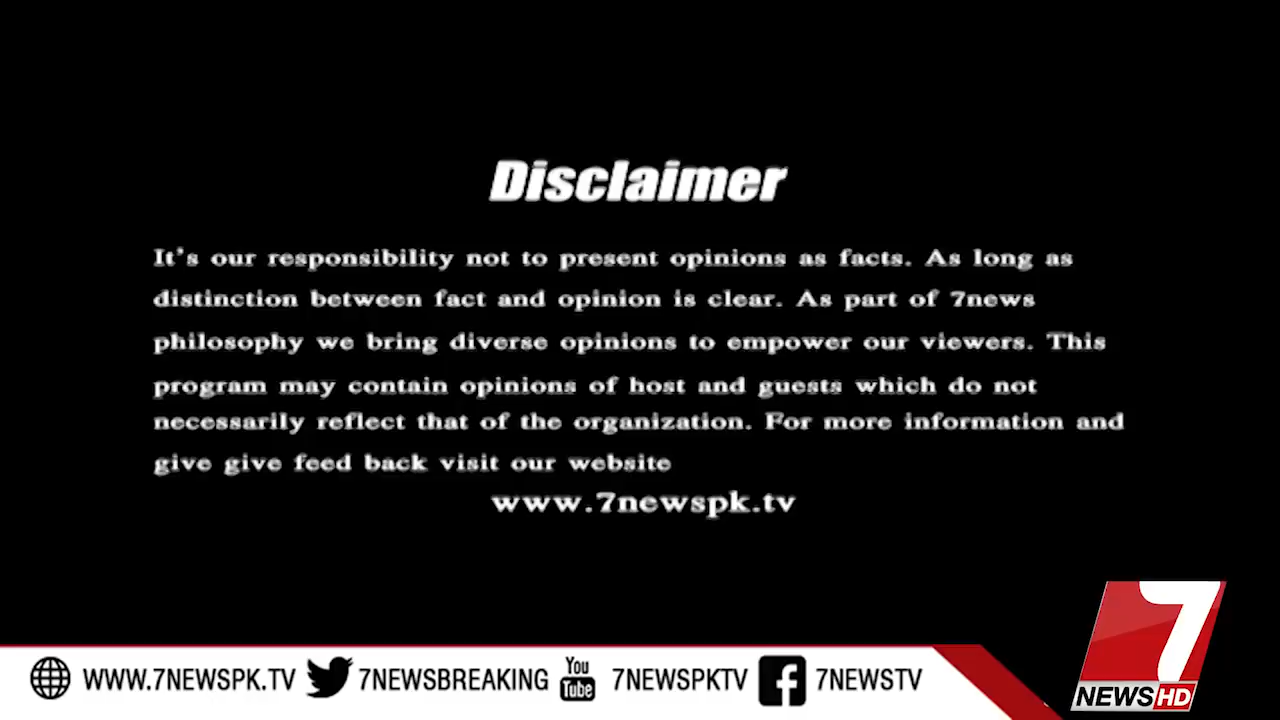 Disclaimer
It's our responsibility not to present opinions as facts. As long as
distinction between fact and opinion is clear. As part of 7news
philosophy we bring diverse opinions to empower our viewers. This
program may contain opinions of host and guests which do not
necessarily reflect that of the organization. For more information and
give give feed back visit our website
www.7newspk.tv
7
NEWS HD
WWW.7NEWSPK.TV 7NEWSBREAKING You Tube 7NEWSPKTV f 7NEWSTV